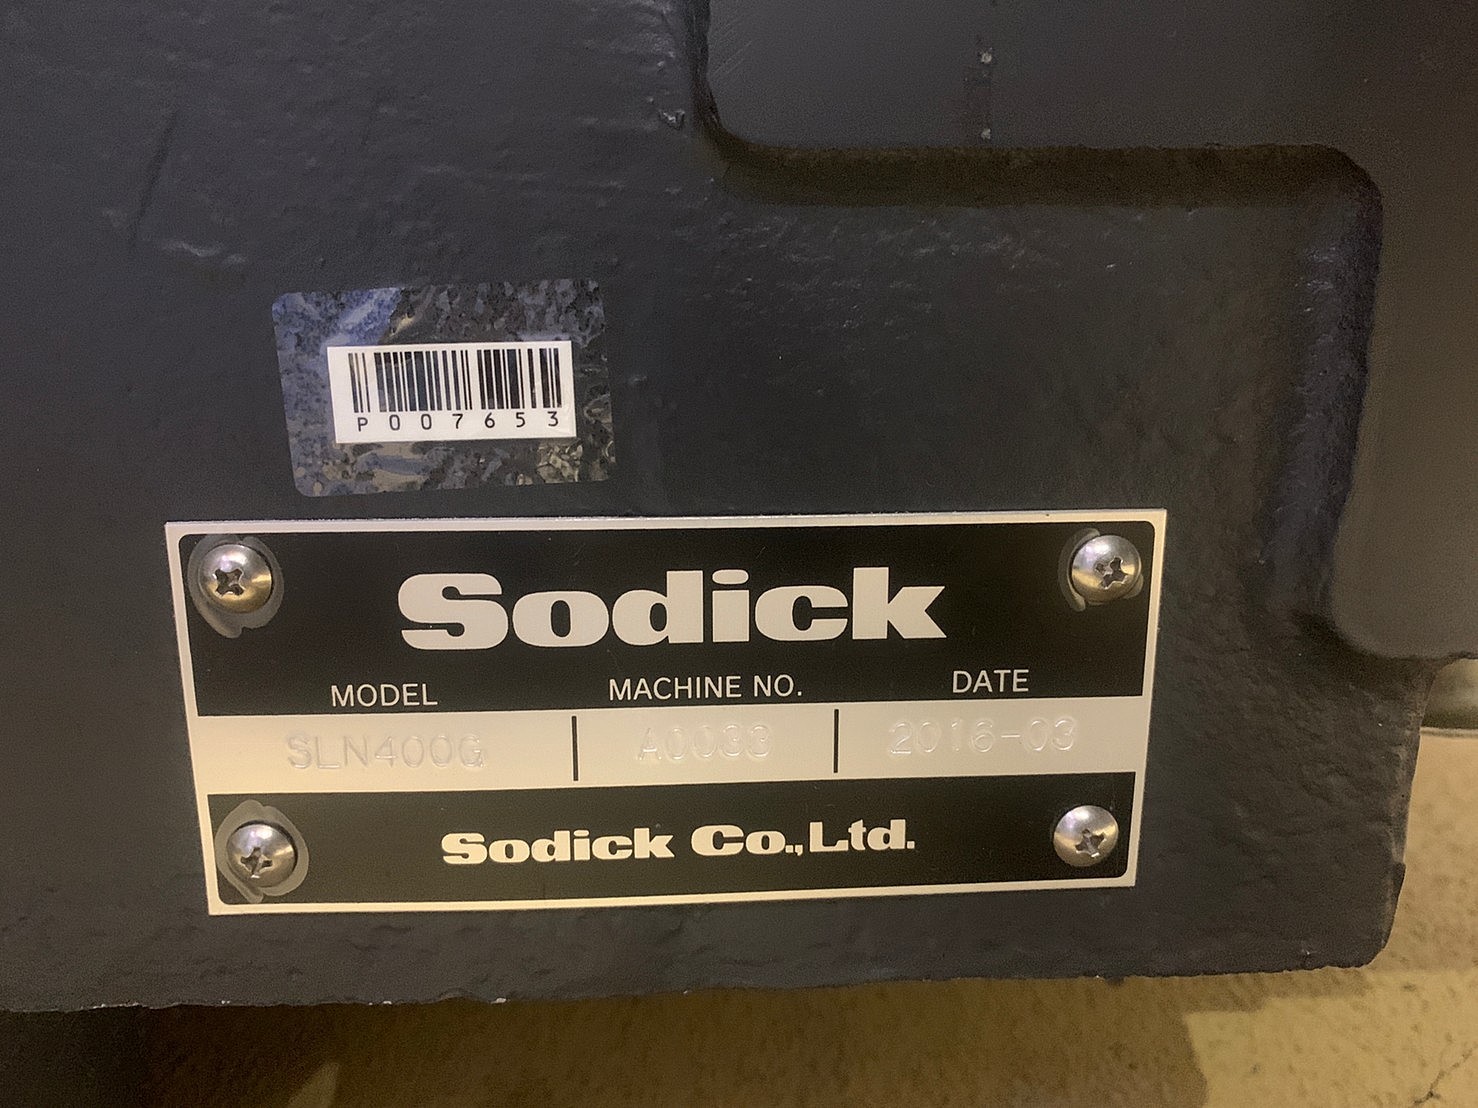 P007653
Sodick
MODEL MACHINE NO. DATE
SLN400G A0033 2016-03
Sodick Co.,Ltd.